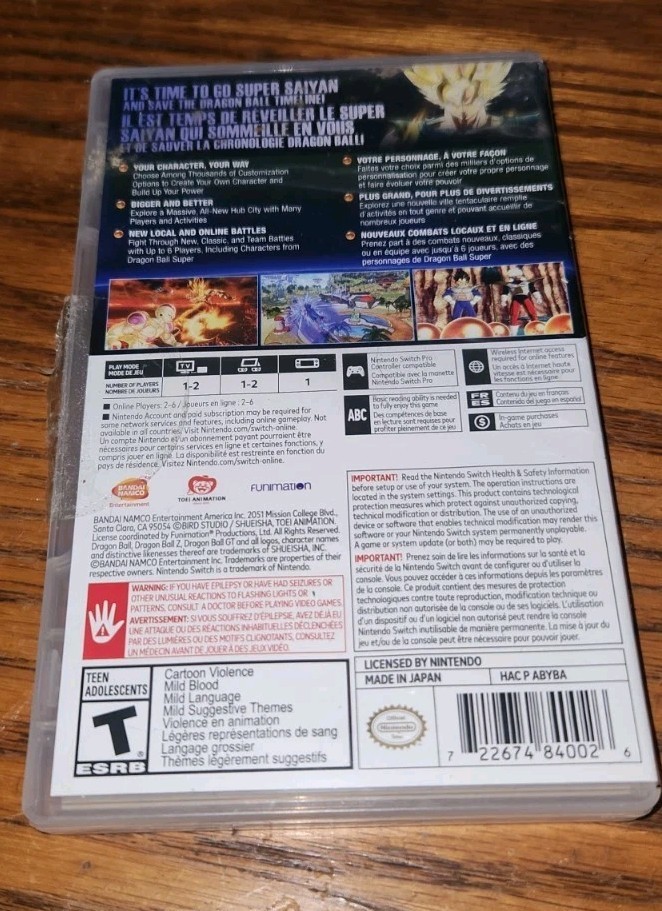 IT'S TIME TO GO SUPER SAIYAN
AND SAVE THE DRAGON BALL TIMELINE!
IL EST TEMPS DE RÉVEILLER LE SUPER
SAIYAN QUI SOMMEILLE EN VOUS
ET DE SAUVER LA CHRONOLOGIE DRAGON BALL!
YOUR CHARACTER, YOUR WAY
Choose Among Thousands of Customization
Options to Create Your Own Character and
Build Up Your Power
BIGGER AND BETTER
Explore a Massive, All-New Hub City with Many
Players and Activities
NEW LOCAL AND ONLINE BATTLES
Fight Through New, Classic, and Team Battles
with Up to 6 Players, Including Characters from
Dragon Ball Super
VOTRE PERSONNAGE, À VOTRE FAÇON
Faites votre choix parmi des milliers d'options de
personnalisation pour créer votre propre personnage
et faire évoluer votre pouvoir
PLUS GRAND, POUR PLUS DE DIVERTISSEMENTS
Explorez une nouvelle ville tentaculaire remplie
d'activités en tout genre et pouvant accueillir de
nombreux joueurs
NOUVEAUX COMBATS LOCAUX ET EN LIGNE
Prenez part à des combats nouveaux, classiques
ou en équipe avec jusqu'à 6 joueurs, avec des
personnages de Dragon Ball Super
PLAY MODE
MODE DE JEU
TV
NUMBER OF PLAYERS
NOMBRE DE JOUEURS
1-2
1-2
1
Nintendo Switch Pro
Controller compatible
Compatible avec la manette
Nintendo Switch Pro
Wireless Internet access
required for online features
Un accès à Internet haute
vitesse est nécessaire pour
les fonctions en ligne
ABC
Basic reading ability is needed
to fully enjoy this game
Des compétences de base
en lecture sont requises pour
profiter pleinement de ce jeu
FR
ES
Contenu du jeu en français
Contenido del juego en español
$
In-game purchases
Achats en jeu
Online Players: 2-6 / Joueurs en ligne : 2-6
Nintendo Account and paid subscription may be required for
some network services and features, including online gameplay. Not
available in all countries. Visit Nintendo.com/switch-online.
Un compte Nintendo et un abonnement payant pourraient être
nécessaires pour certains services en ligne et certaines fonctions, y
compris jouer en ligne. La disponibilité est restreinte en fonction du
pays de résidence. Visitez Nintendo.com/switch-online.
BANDAI
NAMCO
Entertainment
TOEI ANIMATION
FUNIMATION
BANDAI NAMCO Entertainment America Inc. 2051 Mission College Blvd.,
Santa Clara, CA 95054 ©BIRD STUDIO / SHUEISHA, TOEI ANIMATION.
License coordinated by Funimation® Productions, Ltd. All Rights Reserved.
Dragon Ball, Dragon Ball Z, Dragon Ball GT and all logos, character names
and distinctive likenesses thereof are trademarks of SHUEISHA, INC.
©BANDAI NAMCO Entertainment Inc. Trademarks are properties of their
respective owners. Nintendo Switch is a trademark of Nintendo.
WARNING: IF YOU HAVE EPILEPSY OR HAVE HAD SEIZURES OR
OTHER UNUSUAL REACTIONS TO FLASHING LIGHTS OR
PATTERNS, CONSULT A DOCTOR BEFORE PLAYING VIDEO GAMES.
AVERTISSEMENT: SI VOUS SOUFFREZ D'ÉPILEPSIE, AVEZ DÉJÀ EU
UNE ATTAQUE OU DES RÉACTIONS INHABITUELLES DÉCLENCHÉES
PAR DES LUMIÈRES OU DES MOTIFS CLIGNOTANTS, CONSULTEZ
UN MÉDECIN AVANT DE JOUER À DES JEUX VIDÉO.
IMPORTANT! Read the Nintendo Switch Health & Safety Information
before setup or use of your system. The operation instructions are
located in the system settings. This product contains technological
protection measures which protect against unauthorized copying,
technical modification or distribution. The use of an unauthorized
device or software that enables technical modification may render this
software or your Nintendo Switch system permanently unplayable.
A game or system update (or both) may be required to play.
IMPORTANT! Prenez soin de lire les informations sur la santé et la
sécurité de la Nintendo Switch avant de configurer ou d'utiliser la
console. Vous pouvez accéder à ces informations depuis les paramètres
de la console. Ce produit contient des mesures de protection
technologiques contre toute reproduction, modification technique ou
distribution non autorisée de la console ou de ses logiciels. L'utilisation
d'un dispositif ou d'un logiciel non autorisé peut rendre la console
Nintendo Switch inutilisable de manière permanente. La mise à jour du
jeu et/ou de la console peut être nécessaire pour pouvoir jouer.
TEEN
ADOLESCENTS
T
®
ESRB
Cartoon Violence
Mild Blood
Mild Language
Mild Suggestive Themes
Violence en animation
Légères représentations de sang
Langage grossier
Thèmes légèrement suggestifs
LICENSED BY NINTENDO
MADE IN JAPAN
HAC P ABYBA
Official
Nintendo
Seal
7 22674 84002 6